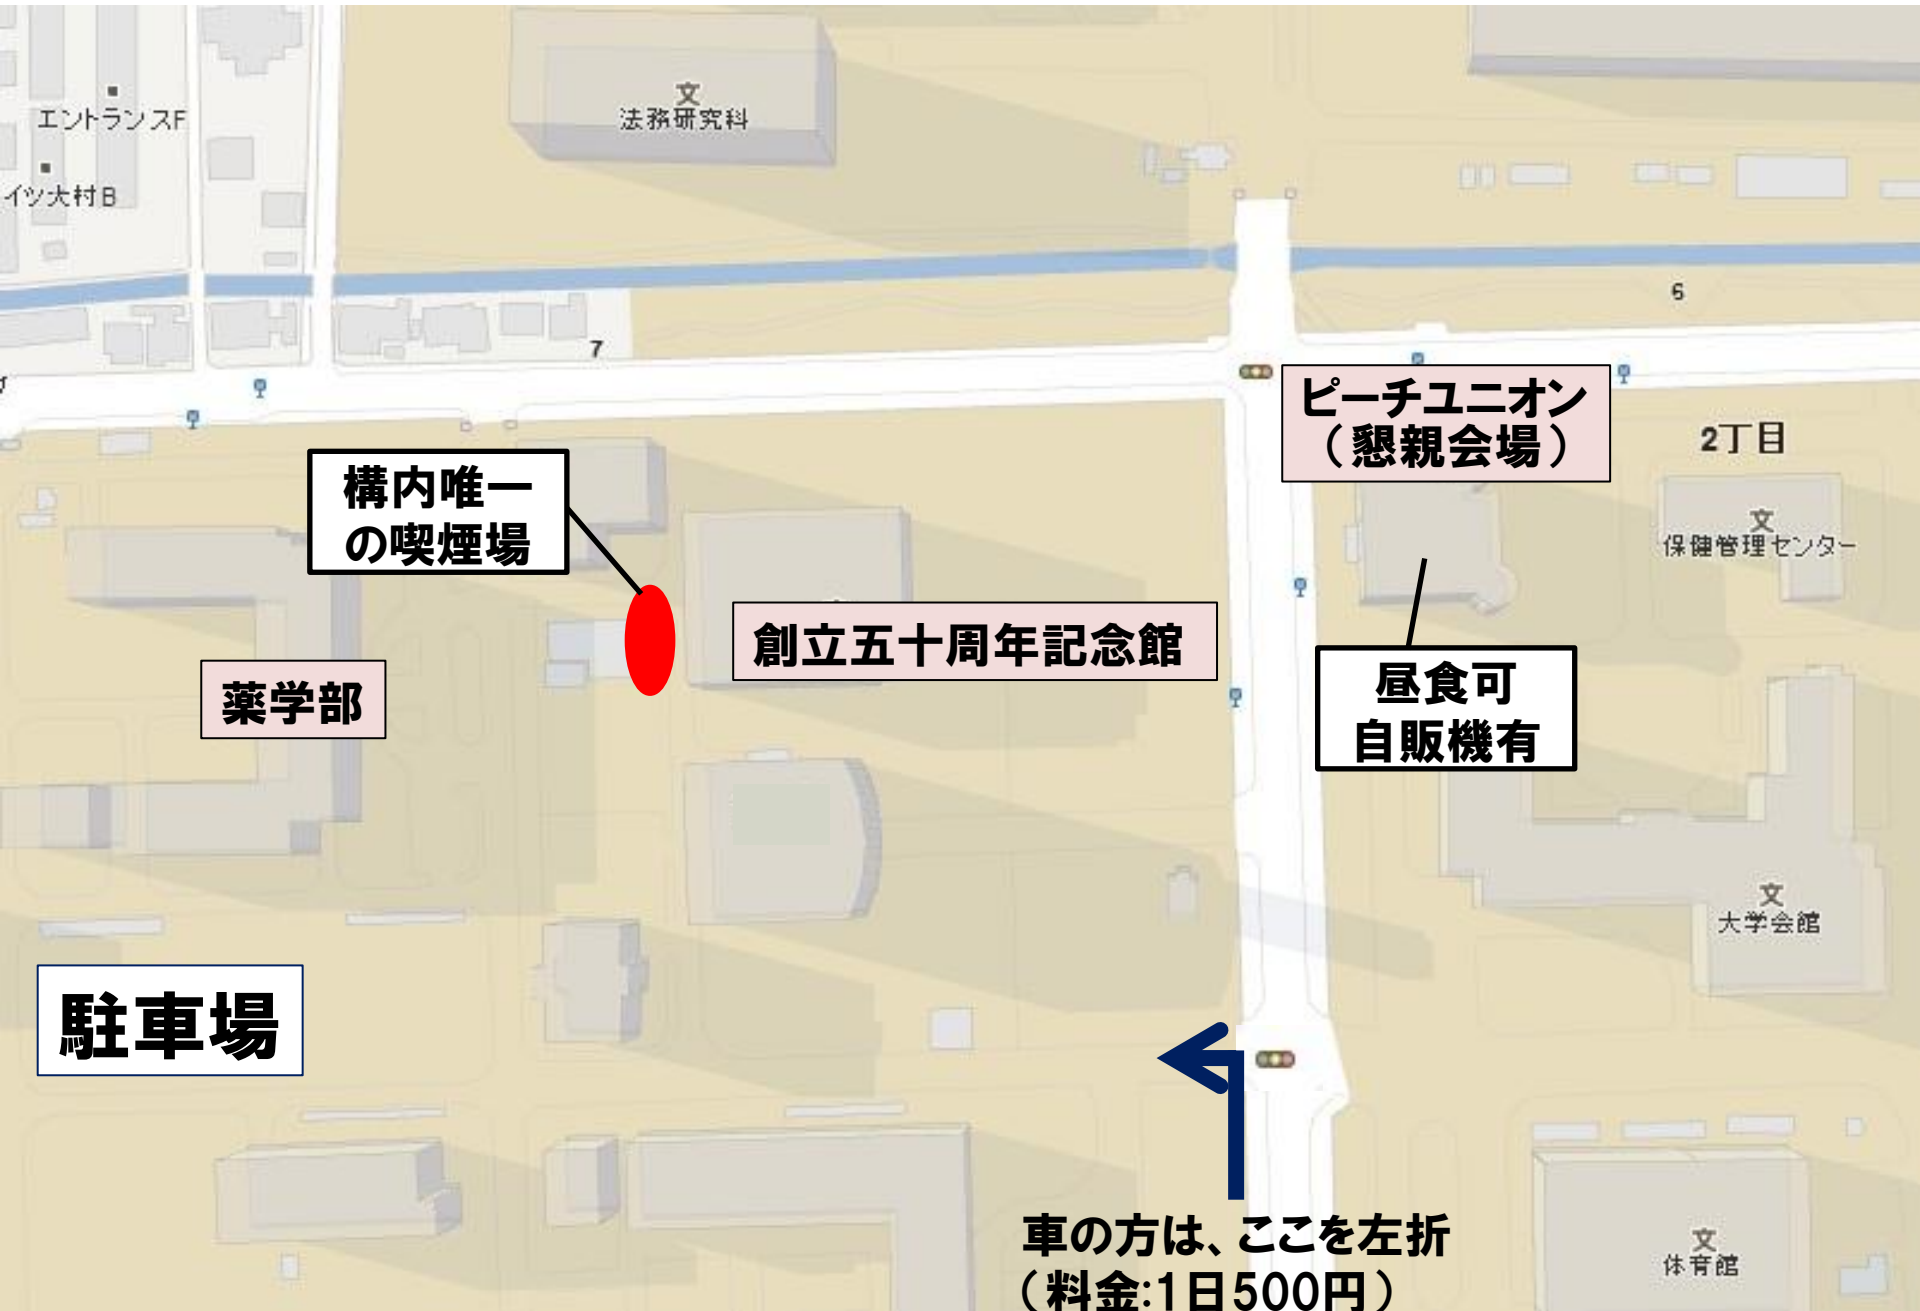 文
法務研究科
エントランスF
イツ大村B
6
7
ピーチユニオン
（懇親会場）
2丁目
構内唯一
の喫煙場
文
保健管理センター
創立五十周年記念館
薬学部
昼食可
自販機有
文
大学会館
駐車場
車の方は、ここを左折
（料金:1日500円）
文
体育館